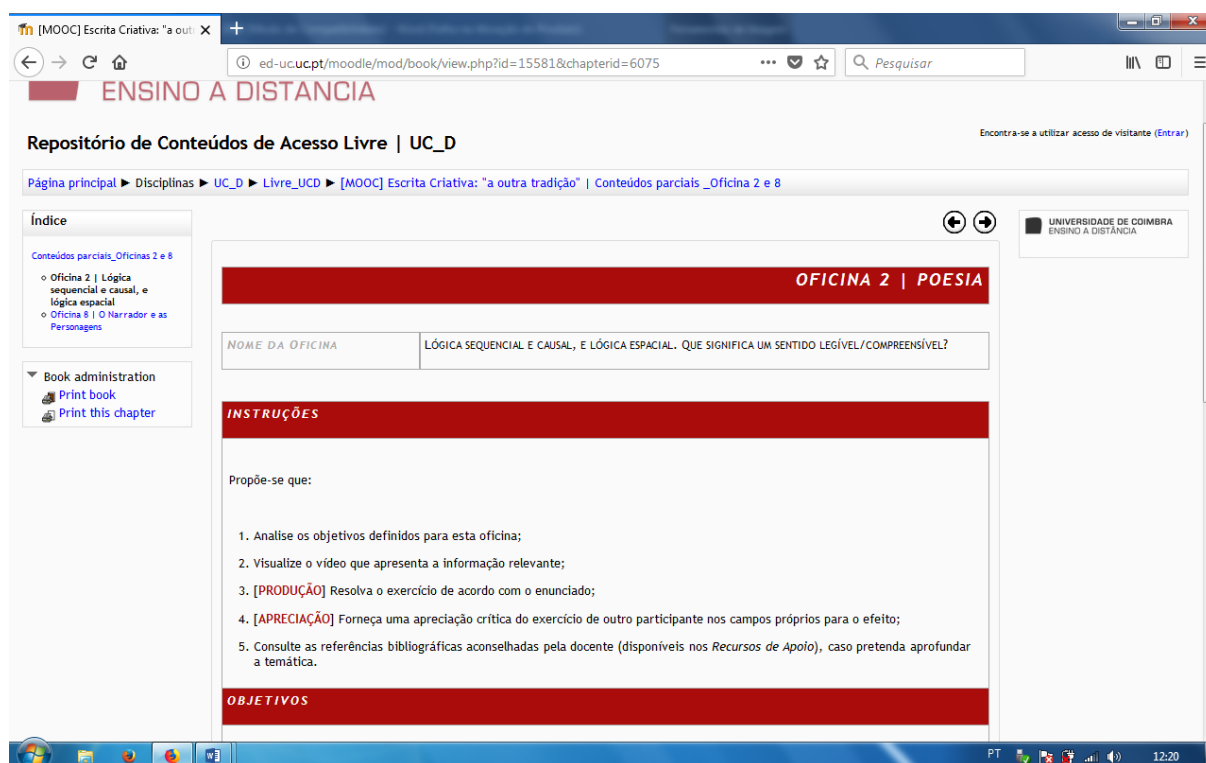 [MOOC] Escrita Criativa: "a out
ed-uc.uc.pt/moodle/mod/book/view.php?id=15581&chapterid=6075
Pesquisar
ENSINO A DISTANCIA
Repositório de Conteúdos de Acesso Livre | UC_D
Encontra-se a utilizar acesso de visitante (Entrar)
Página principal ► Disciplinas ► UC_D ► Livre_UCD ► [MOOC] Escrita Criativa: "a outra tradição" | Conteúdos parciais _Oficina 2 e 8
Índice
Conteúdos parciais_Oficinas 2 e 8
Oficina 2 | Lógica
sequencial e causal, e
lógica espacial
Oficina 8 | O Narrador e as
Personagens
Book administration
Print book
Print this chapter
UNIVERSIDADE DE COIMBRA
ENSINO A DISTÂNCIA
OFICINA 2 | POESIA
NOME DA OFICINA
LÓGICA SEQUENCIAL E CAUSAL, E LÓGICA ESPACIAL. QUE SIGNIFICA UM SENTIDO LEGÍVEL/COMPREENSÍVEL?
INSTRUÇÕES
Propõe-se que:
1. Analise os objetivos definidos para esta oficina;
2. Visualize o vídeo que apresenta a informação relevante;
3. [PRODUÇÃO] Resolva o exercício de acordo com o enunciado;
4. [APRECIAÇÃO] Forneça uma apreciação crítica do exercício de outro participante nos campos próprios para o efeito;
5. Consulte as referências bibliográficas aconselhadas pela docente (disponíveis nos Recursos de Apoio), caso pretenda aprofundar
a temática.
OBJETIVOS
PT
12:20